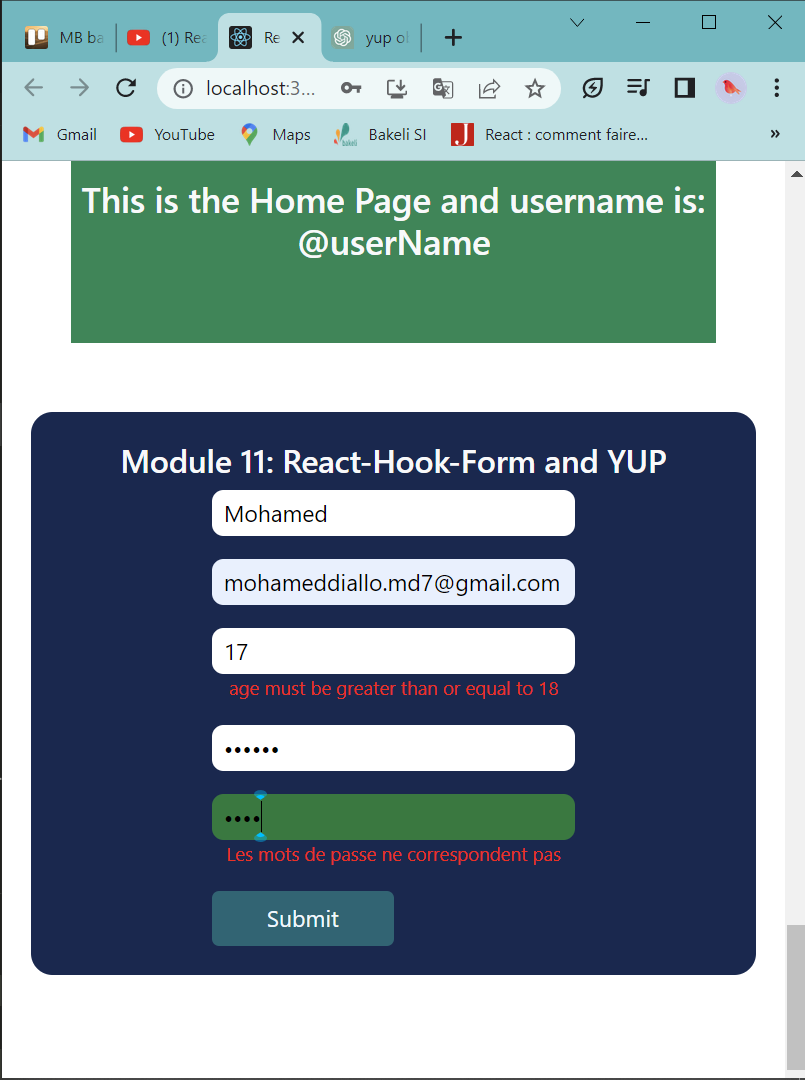 MB ba
(1) Rea
Re
yup ol
localhost:3...
Gmail
YouTube
Maps
Bakeli SI
React : comment faire...
»
This is the Home Page and username is:
@userName
Module 11: React-Hook-Form and YUP
Mohamed
mohameddiallo.md7@gmail.com
17
age must be greater than or equal to 18
••••••
••••
Les mots de passe ne correspondent pas
Submit